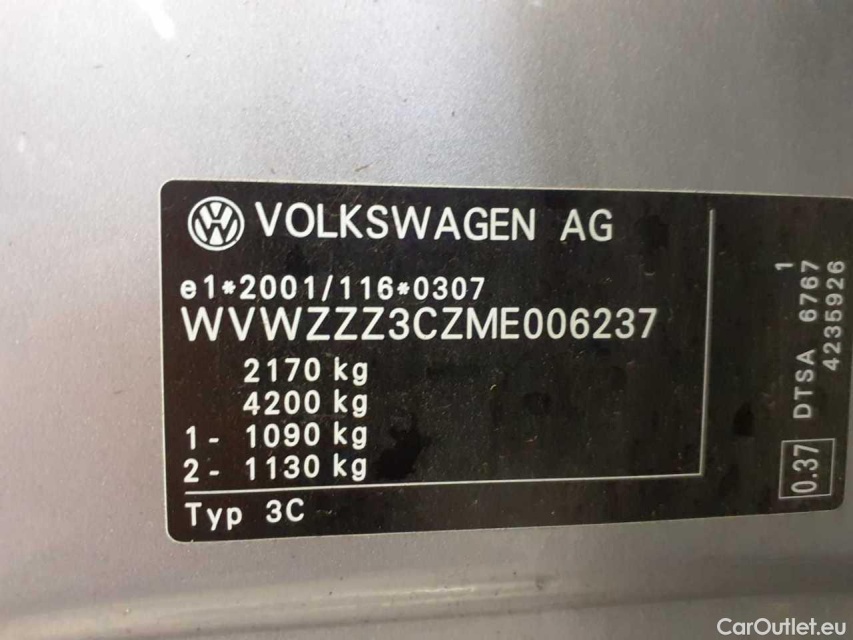 VOLKSWAGEN AG
e1*2001/116*0307
WVWZZZ3CZME006237
2170 kg
4200 kg
1- 1090 kg
2- 1130 kg
Typ 3C
1
0.37 DTSA 6767
4235926
CarOutlet.eu